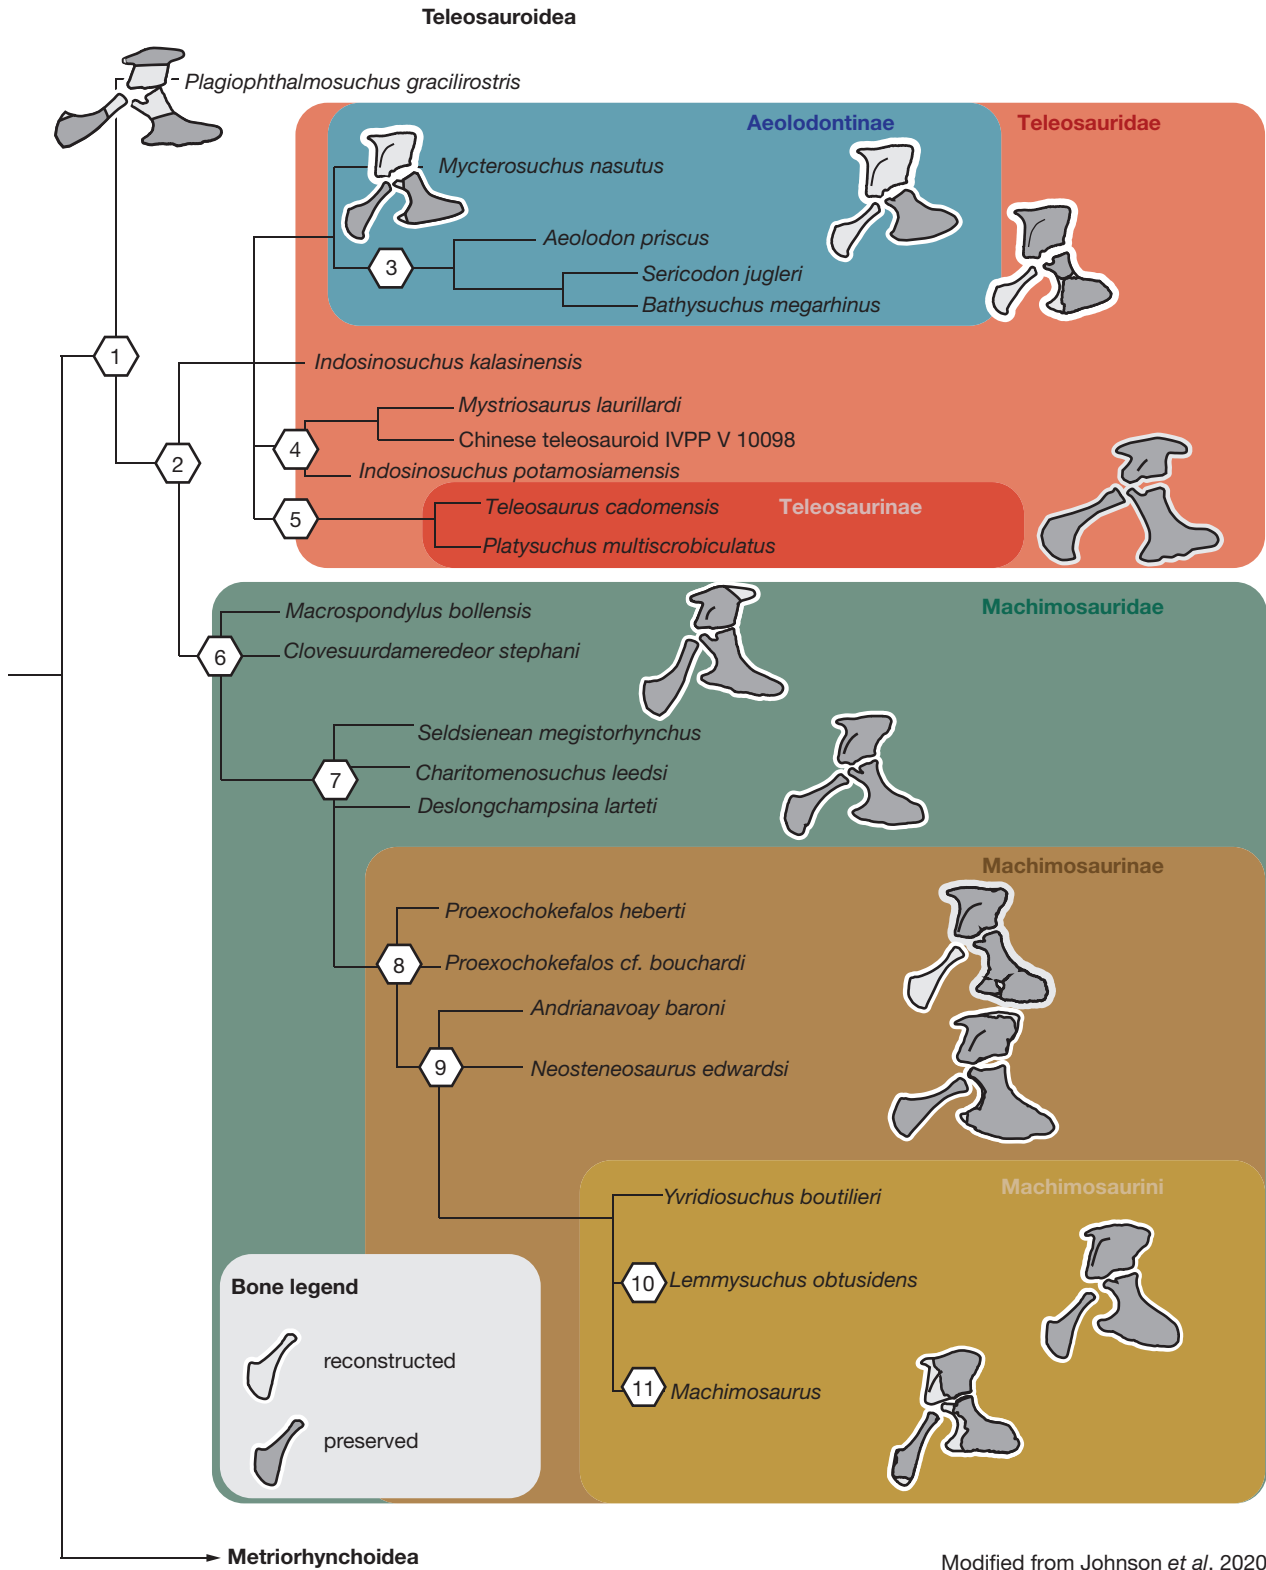 Teleosauroidea
Plagiophthalmosuchus gracilirostris
Aeolodontinae
Teleosauridae
Mycterosuchus nasutus
Aeolodon priscus
3
Sericodon jugleri
Bathysuchus megarhinus
1
Indosinosuchus kalasinensis
Mystriosaurus laurillardi
Chinese teleosauroid IVPP V 10098
4
2
Indosinosuchus potamosiamensis
Teleosaurus cadomensis
Teleosaurinae
5
Platysuchus multiscrobiculatus
Macrospondylus bollensis
Machimosauridae
6
Clovesuurdameredeor stephani
Seldsienean megistorhynchus
7
Charitomenosuchus leedsi
Deslongchampsina larteti
Machimosaurinae
Proexochokefalos heberti
8
Proexochokefalos cf. bouchardi
Andrianavoay baroni
9
Neosteneosaurus edwardsi
Yvridiosuchus boutilieri
Machimosaurini
10
Lemmysuchus obtusidens
11
Machimosaurus
Bone legend
reconstructed
preserved
Metriorhynchoidea
Modified from Johnson et al. 2020